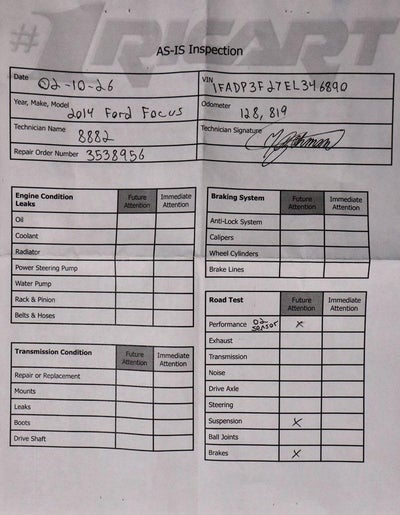 #1 RICART
AS-IS Inspection
Date 02-10-26
VIN 1FADP3F27EL346890
Year, Make, Model 2014 Ford Focus
Odometer 128,819
Technician Name 8882
Technician Signature
Repair Order Number 3538956
Engine Condition Leaks Future Attention Immediate Attention
Oil
Coolant
Radiator
Power Steering Pump
Water Pump
Rack & Pinion
Belts & Hoses
Transmission Condition Future Attention Immediate Attention
Repair or Replacement
Mounts
Leaks
Boots
Drive Shaft
Braking System Future Attention Immediate Attention
Anti-Lock System
Calipers
Wheel Cylinders
Brake Lines
Road Test Future Attention Immediate Attention
Performance O2 sensor X
Exhaust
Transmission
Noise
Drive Axle
Steering
Suspension X
Ball Joints
Brakes X